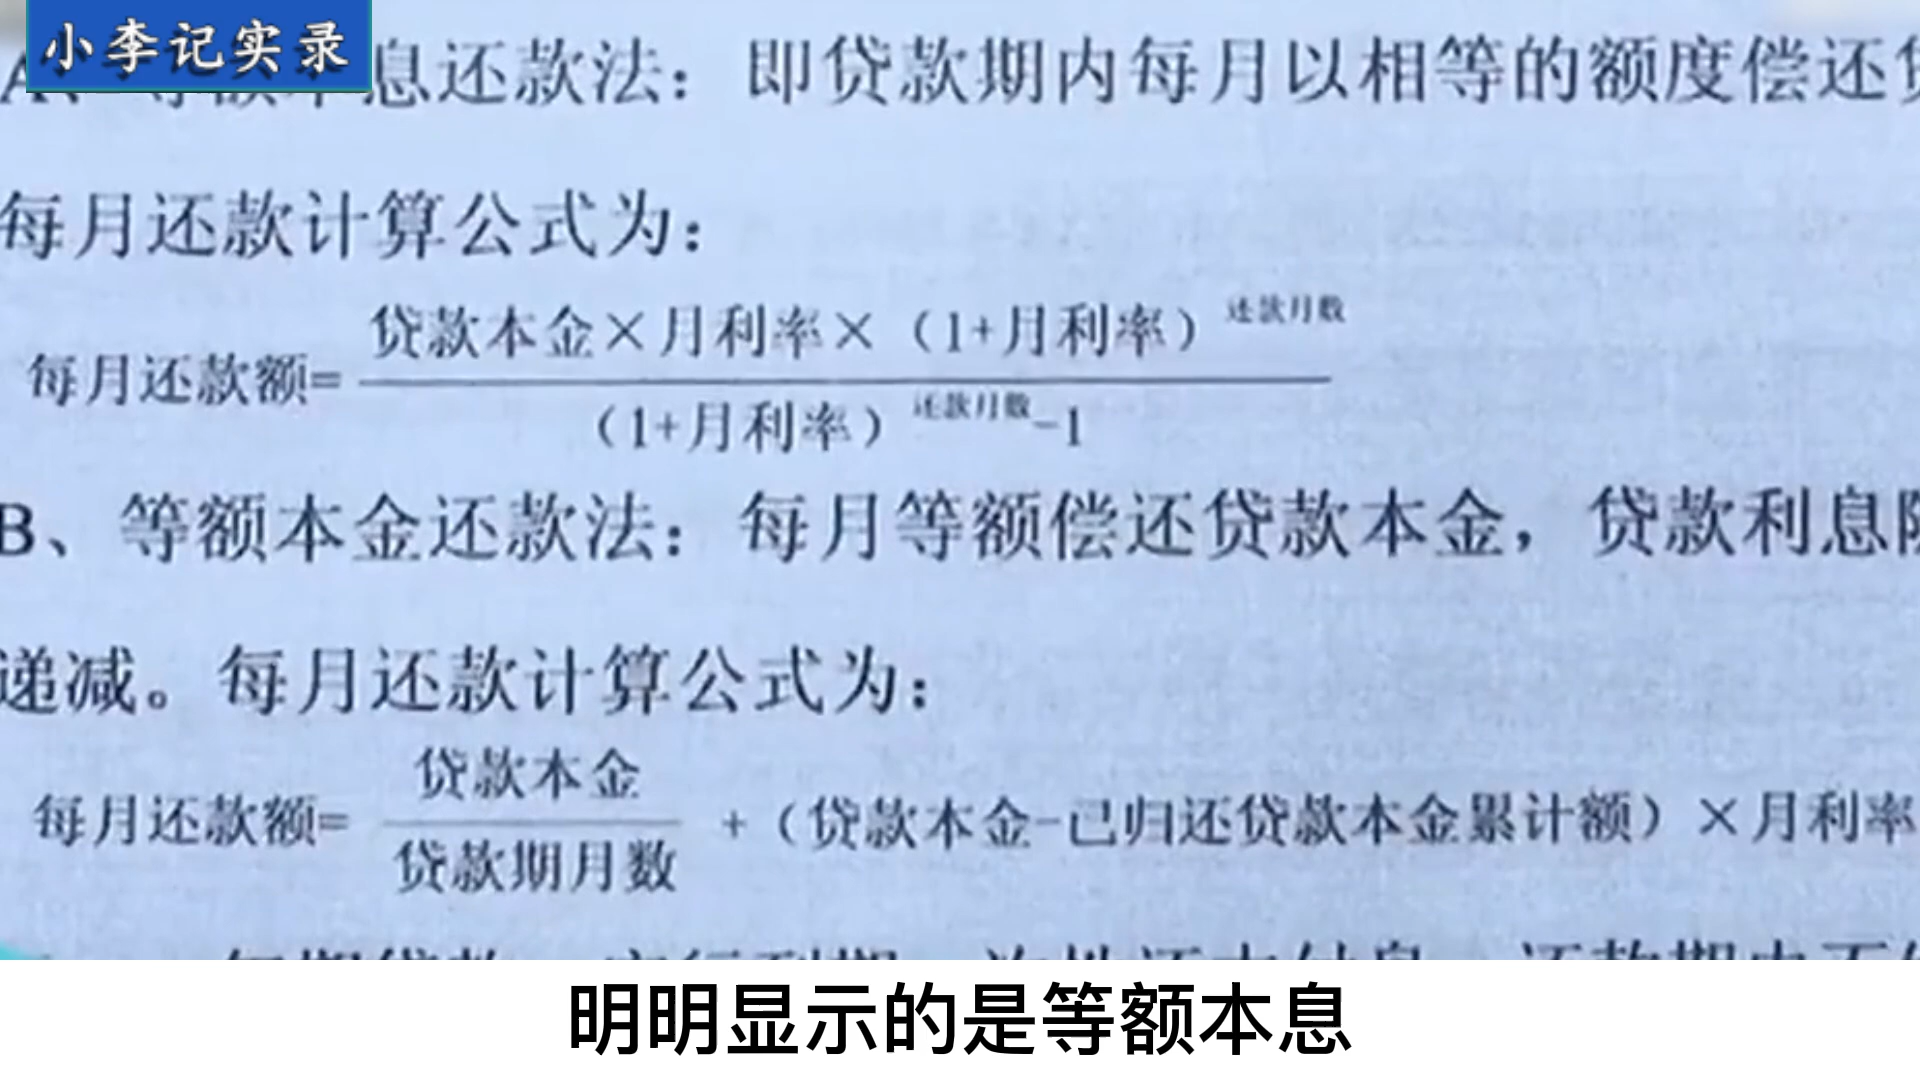 小李记实录
息还款法：即贷款期内每月以相等的额度偿还
每月还款计算公式为：
每月还款额=贷款本金×月利率×（1+月利率）还款月数
（1+月利率）还款月数-1
B、等额本金还款法：每月等额偿还贷款本金，贷款利息
递减。每月还款计算公式为：
每月还款额=贷款本金
贷款期月数
+（贷款本金-已归还贷款本金累计额）×月利率
明明显示的是等额本息